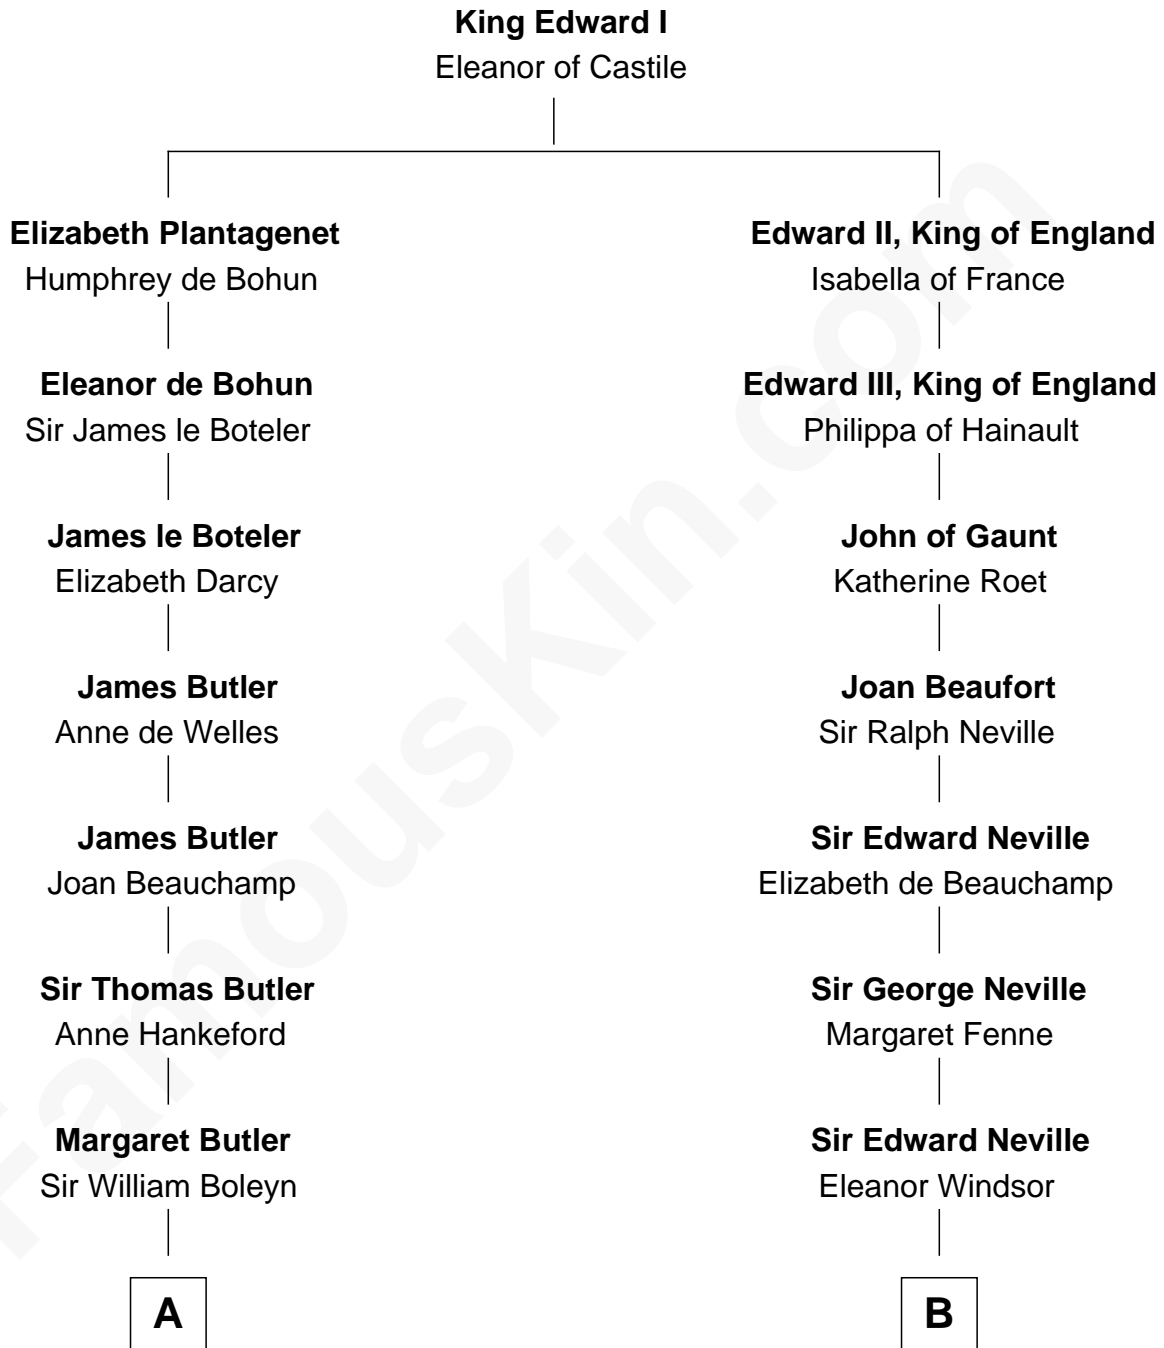 King Edward I
Eleanor of Castile
Elizabeth Plantagenet
Humphrey de Bohun
Edward II, King of England
Isabella of France
Eleanor de Bohun
Sir James le Boteler
Edward III, King of England
Philippa of Hainault
James le Boteler
Elizabeth Darcy
John of Gaunt
Katherine Roet
James Butler
Anne de Welles
Joan Beaufort
Sir Ralph Neville
James Butler
Joan Beauchamp
Sir Edward Neville
Elizabeth de Beauchamp
Sir Thomas Butler
Anne Hankeford
Sir George Neville
Margaret Fenne
Margaret Butler
Sir William Boleyn
Sir Edward Neville
Eleanor Windsor
A
B
FamousKin.com